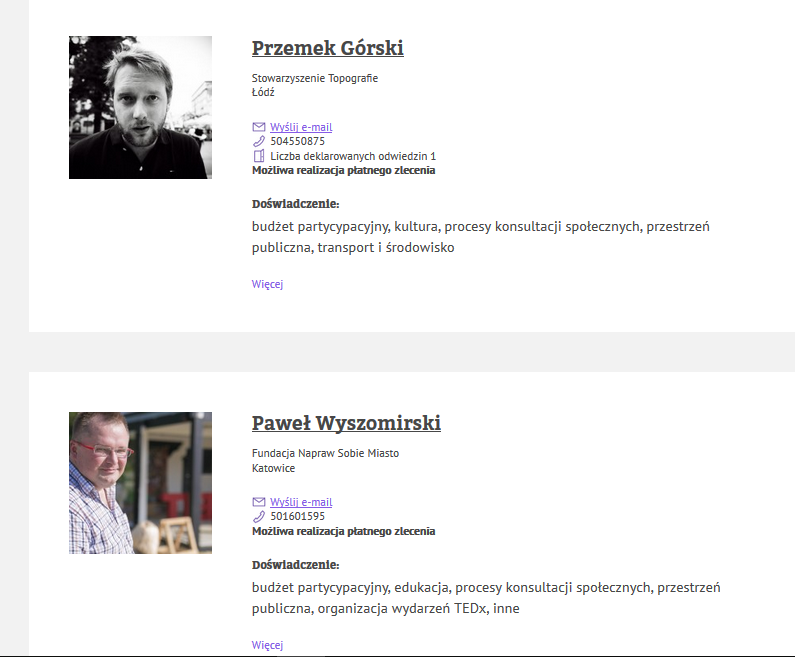 Przemek Górski
Stowarzyszenie Topografie
Łódź
Wyślij e-mail
504550875
Liczba deklarowanych odwiedzin 1
Możliwa realizacja płatnego zlecenia
Doświadczenie:
budżet partycypacyjny, kultura, procesy konsultacji społecznych, przestrzeń
publiczna, transport i środowisko
Więcej
Paweł Wyszomirski
Fundacja Napraw Sobie Miasto
Katowice
Wyślij e-mail
501601595
Możliwa realizacja płatnego zlecenia
Doświadczenie:
budżet partycypacyjny, edukacja, procesy konsultacji społecznych, przestrzeń
publiczna, organizacja wydarzeń TEDx, inne
Więcej